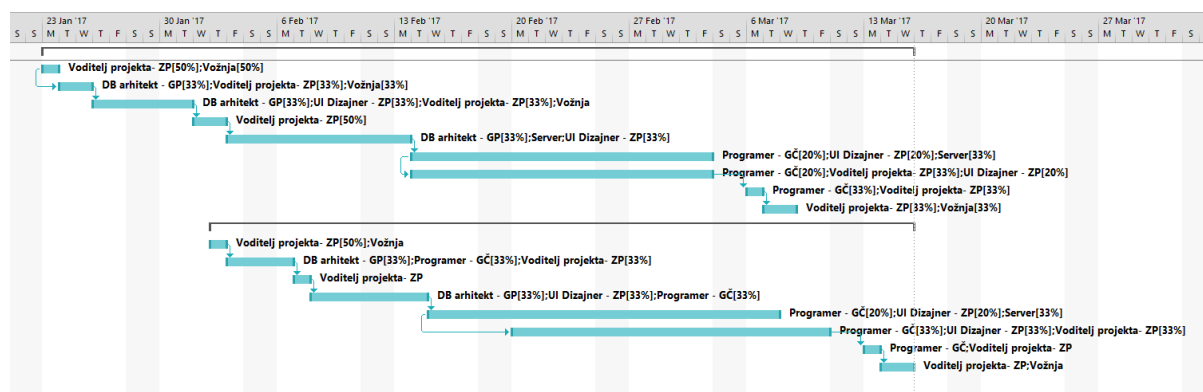 23 Jan '17 30 Jan '17 6 Feb '17 13 Feb '17 20 Feb '17 27 Feb '17 6 Mar '17 13 Mar '17 20 Mar '17 27 Mar '17
S S M T W T F S S M T W T F S S M T W T F S S M T W T F S S M T W T F S S M T W T F S S M T W T F S S M T W T F S S M T W T F S S M T W T F S
Voditelj projekta- ZP[50%];Vožnja[50%]
DB arhitekt - GP[33%];Voditelj projekta- ZP[33%];Vožnja[33%]
DB arhitekt - GP[33%];UI Dizajner - ZP[33%];Voditelj projekta- ZP[33%];Vožnja
Voditelj projekta- ZP[50%]
DB arhitekt - GP[33%];Server;UI Dizajner - ZP[33%]
Programer - GČ[20%];UI Dizajner - ZP[20%];Server[33%]
Programer - GČ[20%];Voditelj projekta- ZP[33%];UI Dizajner - ZP[20%]
Programer - GČ[33%];Voditelj projekta- ZP[33%]
Voditelj projekta- ZP[33%];Vožnja[33%]
Voditelj projekta- ZP[50%];Vožnja
DB arhitekt - GP[33%];Programer - GČ[33%];Voditelj projekta- ZP[33%]
Voditelj projekta- ZP
DB arhitekt - GP[33%];UI Dizajner - ZP[33%];Programer - GČ[33%]
Programer - GČ[20%];UI Dizajner - ZP[20%];Server[33%]
Programer - GČ[33%];UI Dizajner - ZP[33%];Voditelj projekta- ZP[33%]
Programer - GČ;Voditelj projekta- ZP
Voditelj projekta- ZP;Vožnja